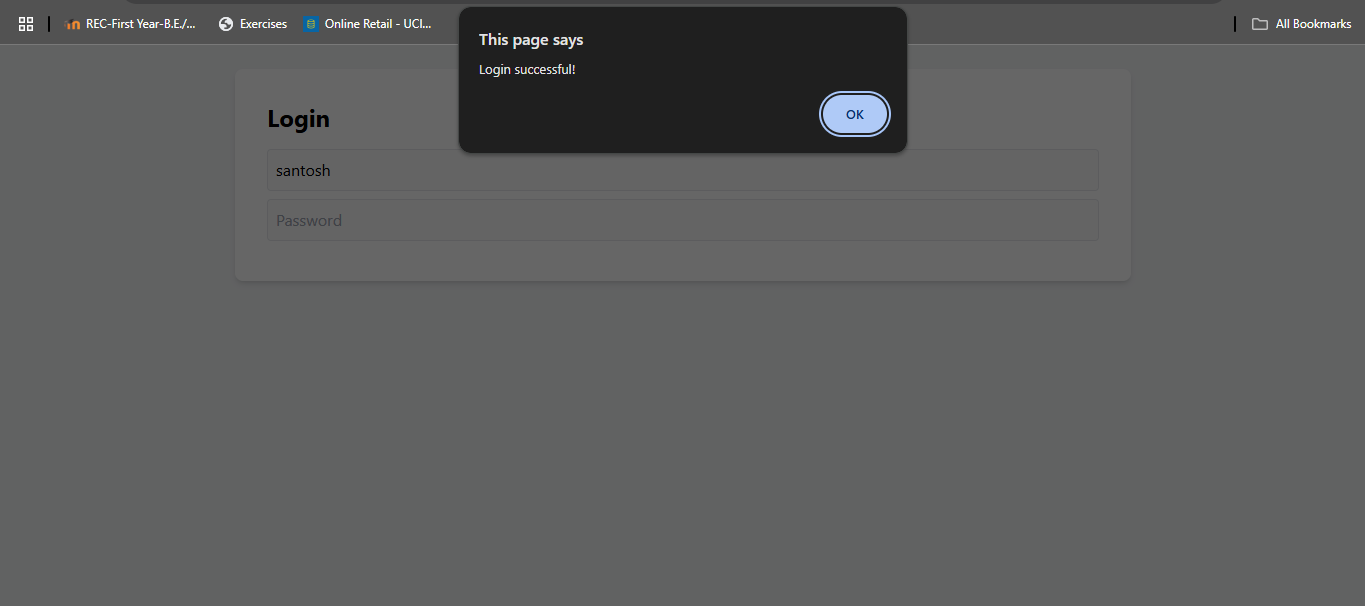 REC-First Year-B.E./...
Exercises
Online Retail - UCI...
All Bookmarks
This page says
Login successful!
OK
Login
santosh
Password